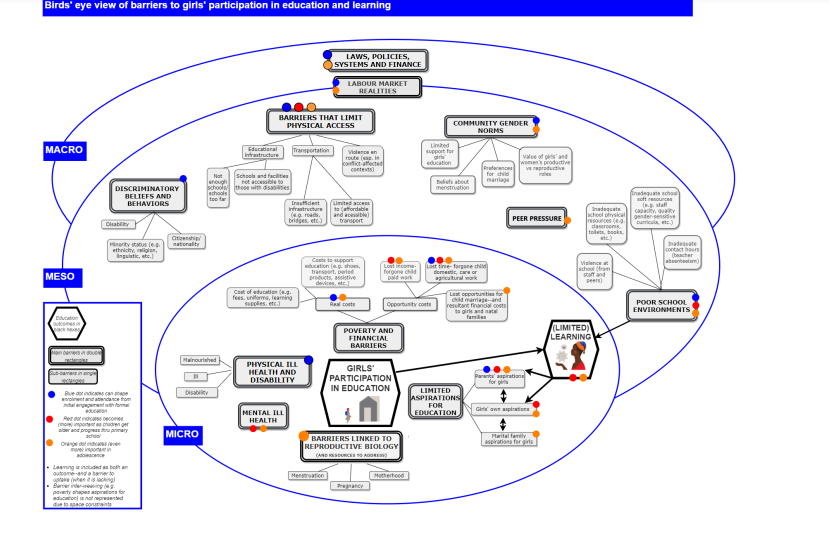 Birds' eye view of barriers to girls' participation in education and learning
LAWS, POLICIES,
SYSTEMS AND FINANCE
LABOUR MARKET
REALITIES
BARRIERS THAT LIMIT
PHYSICAL ACCESS
COMMUNITY GENDER
NORMS
MACRO
Educational
infrastructure
Transportation
Violence en
route (esp. in
conflict-affected
contexts)
Limited
support for
girls'
education
Beliefs about
menstruation
Preferences
for child
marriage
Value of girls' and
women's productive
vs reproductive
roles
Not
enough
schools/
schools
too far
Schools and facilities
not accessible to
those with disabilities
Insufficient
infrastructure
(e.g. roads,
bridges, etc.)
Limited access
to (affordable
and acessible)
transport
DISCRIMINATORY
BELIEFS AND
BEHAVIORS
Disability
Minority status (e.g.
ethnicity, religion,
linguistic, etc.)
Citizenship/
nationality
PEER PRESSURE
Inadequate
school physical
resources (e.g.
classrooms,
toilets, books,
etc.)
Inadequate school
soft resources
(e.g. staff
capacity, quality
gender-sensitive
curricula, etc.)
Inadequate
contact hours
(teacher
absenteeism)
Violence at
school (from
staff and
peers)
POOR SCHOOL
ENVIRONMENTS
MESO
Costs to support
education (e.g. shoes,
transport, period
products, assistive
devices, etc.)
Lost income-
forgone child
paid work
Lost time- forgone child
domestic, care or
agricultural work
Cost of education (e.g.
fees, uniforms, learning
supplies, etc.)
Real costs
Opportunity costs
Lost opportunities for
child marriage--and
resultant financial costs
to girls and natal
families
POVERTY AND
FINANCIAL
BARRIERS
(LIMITED)
LEARNING
Malnourished
Ill
Disability
PHYSICAL ILL
HEALTH AND
DISABILITY
GIRLS'
PARTICIPATION
IN EDUCATION
LIMITED
ASPIRATIONS
FOR
EDUCATION
Parents' aspirations
for girls
Girls' own aspirations
Marital family
aspirations for girls
MENTAL ILL
HEALTH
MICRO
BARRIERS LINKED TO
REPRODUCTIVE BIOLOGY
(AND RESOURCES TO ADDRESS)
Menstruation
Pregnancy
Motherhood
Education
outcomes in
black hexes
Main barriers in double
rectangles
Sub-barriers in single
rectangles
Blue dot indicates can shape
enrollment and attendance from
initial engagement with formal
education
Red dot indicates becomes
(more) important as children get
older and progress thru primary
school
Orange dot indicates (even
more) important in
adolescence
• Learning is included as both an
outcome--and a barrier to
uptake (when it is lacking)
• Barrier inter-weaving (e.g.
poverty shapes aspirations for
education) is not represented
due to space constraints